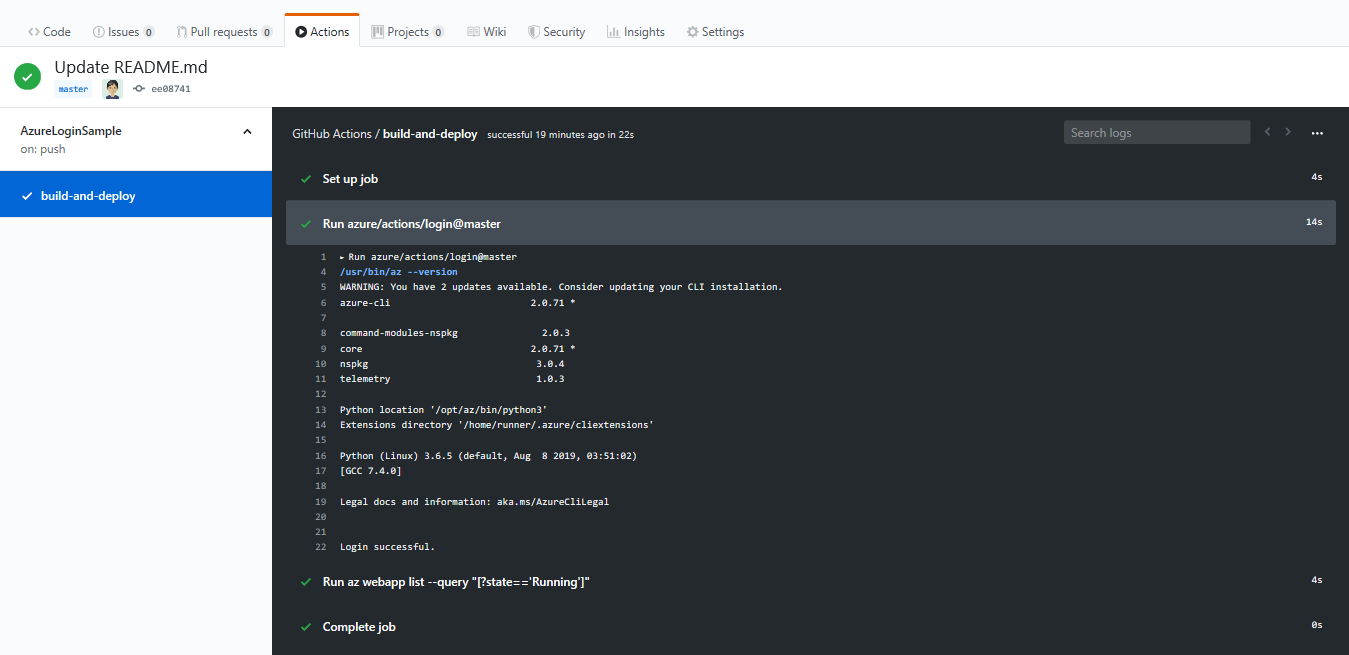 Code Issues 0 Pull requests 0 Actions Projects 0 Wiki Security Insights Settings
Update README.md
master ee08741
AzureLoginSample
on: push
build-and-deploy
GitHub Actions / build-and-deploy successful 19 minutes ago in 22s Search logs
Set up job 4s
Run azure/actions/login@master 14s
1 ► Run azure/actions/login@master
4 /usr/bin/az --version
5 WARNING: You have 2 updates available. Consider updating your CLI installation.
6 azure-cli 2.0.71 *
7
8 command-modules-nspkg 2.0.3
9 core 2.0.71 *
10 nspkg 3.0.4
11 telemetry 1.0.3
12
13 Python location '/opt/az/bin/python3'
14 Extensions directory '/home/runner/.azure/cliextensions'
15
16 Python (Linux) 3.6.5 (default, Aug  8 2019, 03:51:02)
17 [GCC 7.4.0]
18
19 Legal docs and information: aka.ms/AzureCliLegal
20
21
22 Login successful.
Run az webapp list --query "[?state=='Running']" 4s
Complete job 0s